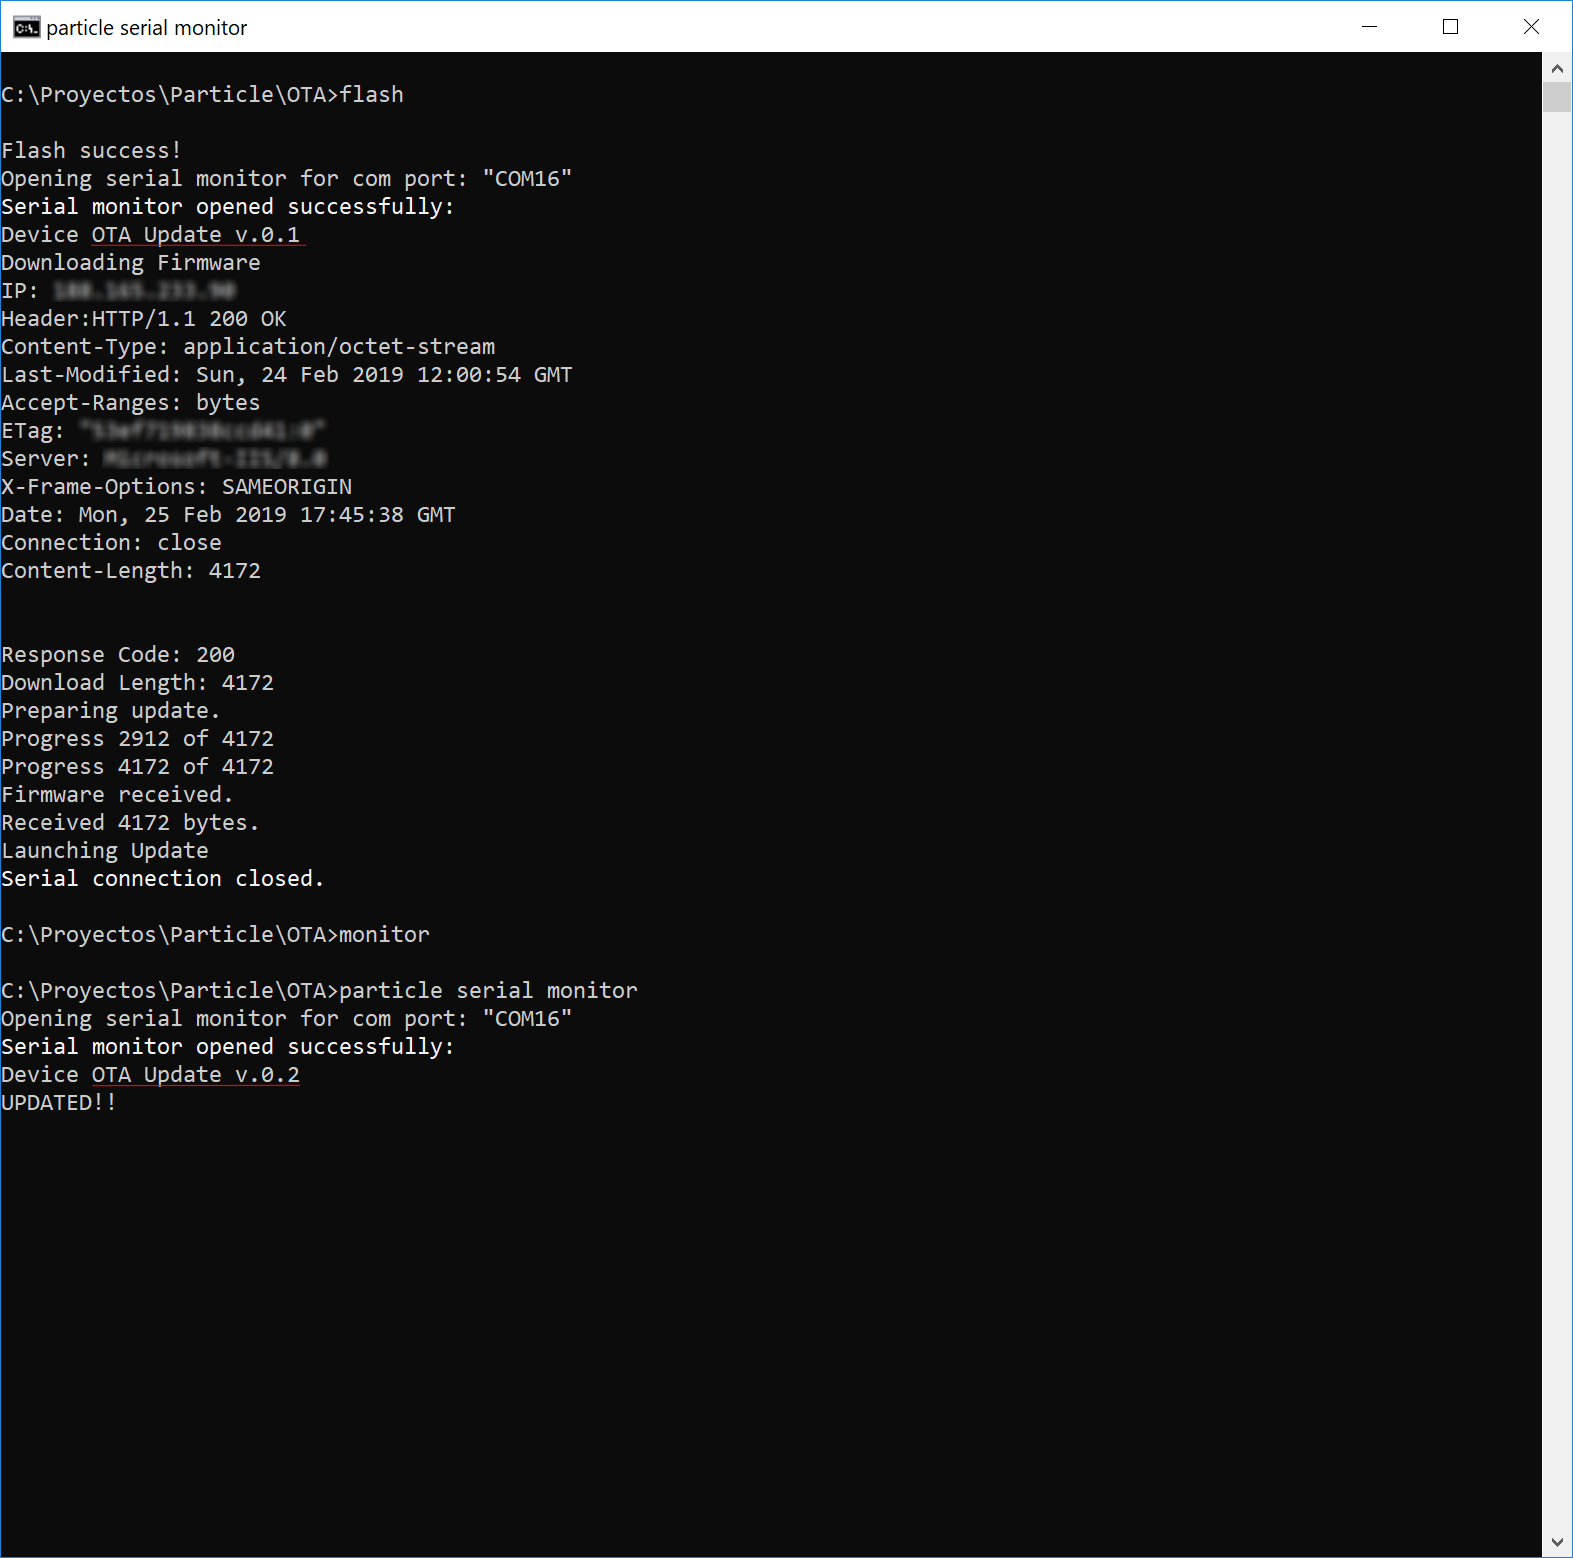 particle serial monitor
C:\Proyectos\Particle\OTA>flash
Flash success!
Opening serial monitor for com port: "COM16"
Serial monitor opened successfully:
Device OTA Update v.0.1
Downloading Firmware
IP:
Header:HTTP/1.1 200 OK
Content-Type: application/octet-stream
Last-Modified: Sun, 24 Feb 2019 12:00:54 GMT
Accept-Ranges: bytes
ETag:
Server:
X-Frame-Options: SAMEORIGIN
Date: Mon, 25 Feb 2019 17:45:38 GMT
Connection: close
Content-Length: 4172
Response Code: 200
Download Length: 4172
Preparing update.
Progress 2912 of 4172
Progress 4172 of 4172
Firmware received.
Received 4172 bytes.
Launching Update
Serial connection closed.
C:\Proyectos\Particle\OTA>monitor
C:\Proyectos\Particle\OTA>particle serial monitor
Opening serial monitor for com port: "COM16"
Serial monitor opened successfully:
Device OTA Update v.0.2
UPDATED!!